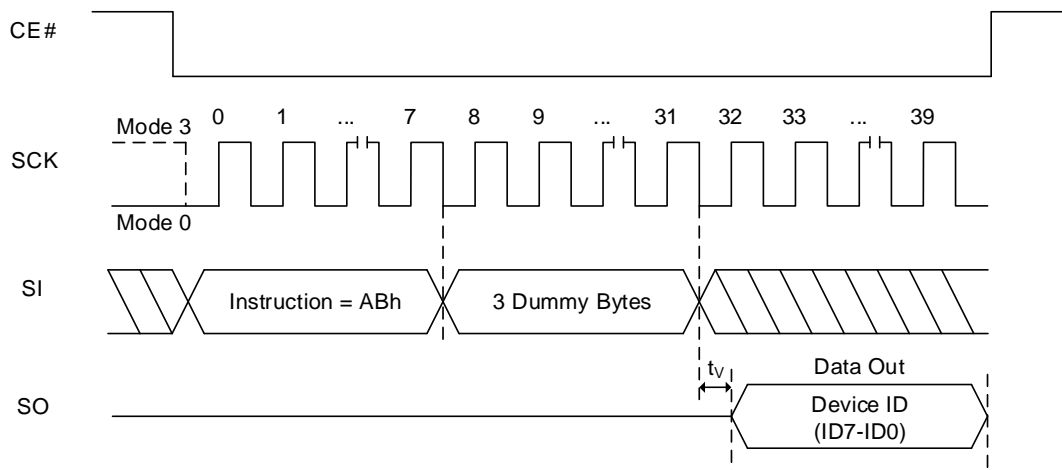 CE#
0 1 ... 7 8 9 ... 31 32 33 ... 39
Mode 3
SCK
Mode 0
SI
Instruction = ABh
3 Dummy Bytes
tV
Data Out
SO
Device ID
(ID7-ID0)